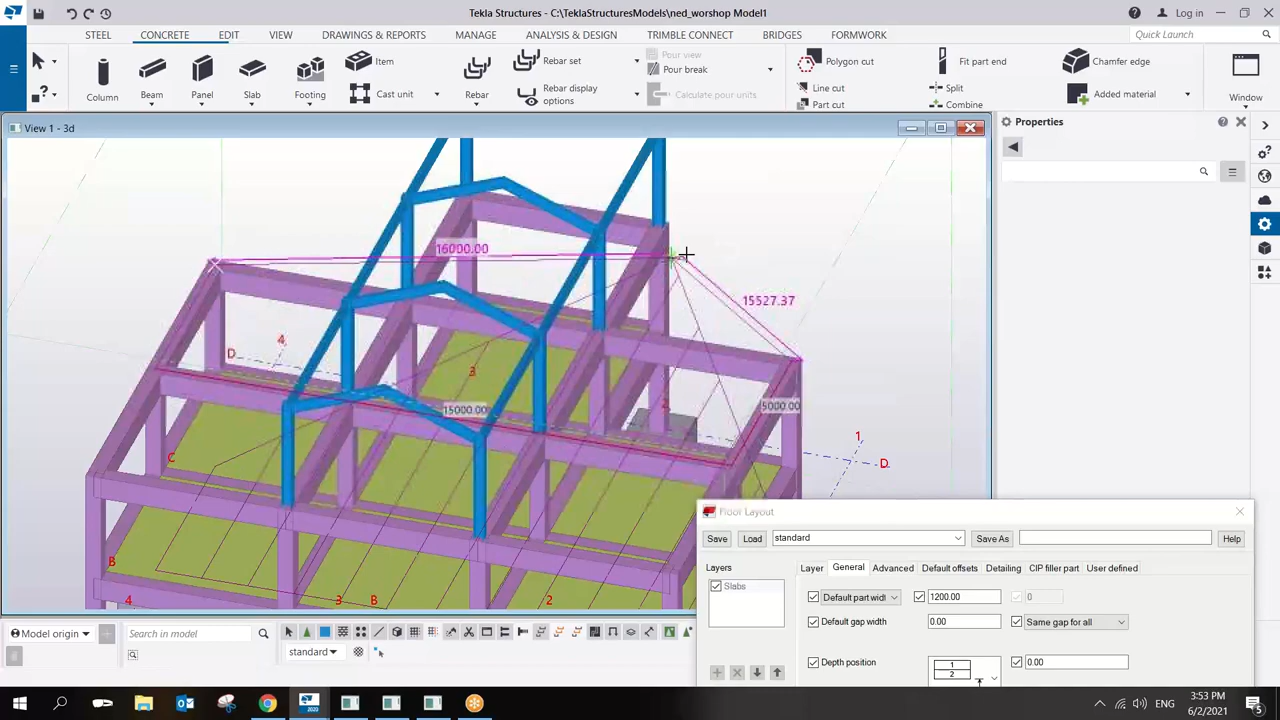 Tekla Structures - C:\TeklaStructuresModels\ned_workshop Model1
Log in
STEEL CONCRETE EDIT VIEW DRAWINGS & REPORTS MANAGE ANALYSIS & DESIGN TRIMBLE CONNECT BRIDGES FORMWORK
Quick Launch
Column
Beam
Panel
Slab
Footing
Item
Cast unit
Rebar
Rebar set
Rebar display options
Pour view
Pour break
Calculate pour units
Polygon cut
Line cut
Part cut
Fit part end
Split
Combine
Chamfer edge
Added material
Window
View 1 - 3d
Properties
16000.00
15527.37
D
4
3
15000.00
5000.00
2
1
D
C
B
4
3
B
2
Floor Layout
Save Load standard Save As Help
Layers
Slabs
Layer General Advanced Default offsets Detailing CIP filler part User defined
Default part widt 1200.00 0
Default gap width 0.00 Same gap for all
Depth position 1 2 0.00
Model origin
Search in model
standard
ENG
3:53 PM
6/2/2021
5